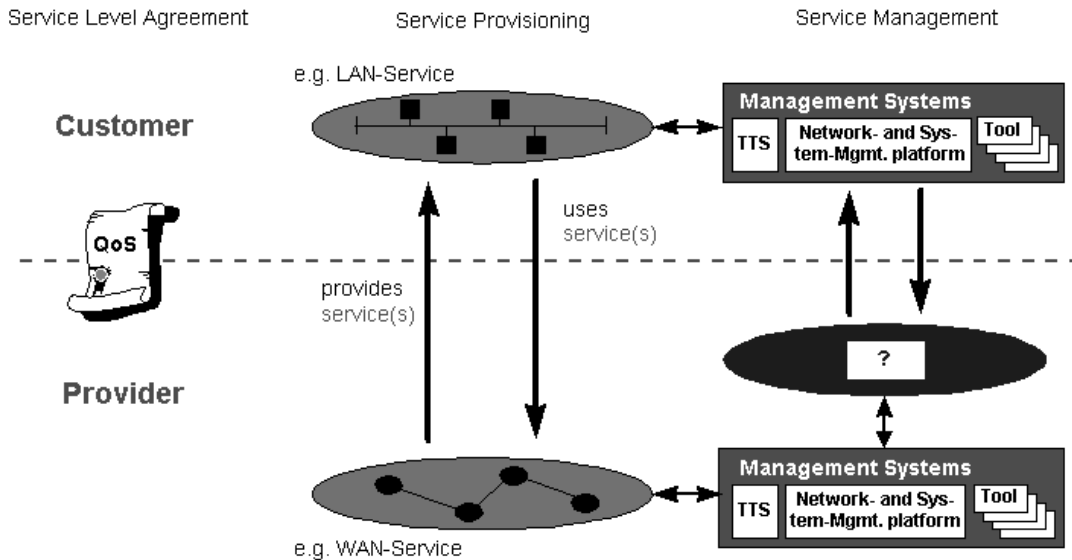 Service Level Agreement
Service Provisioning
Service Management
e.g. LAN-Service
Customer
Management Systems
TTS
Network- and Sys-
tem-Mgmt. platform
Tool
QoS
uses
service(s)
provides
service(s)
?
Provider
Management Systems
TTS
Network- and Sys-
tem-Mgmt. platform
Tool
e.g. WAN-Service